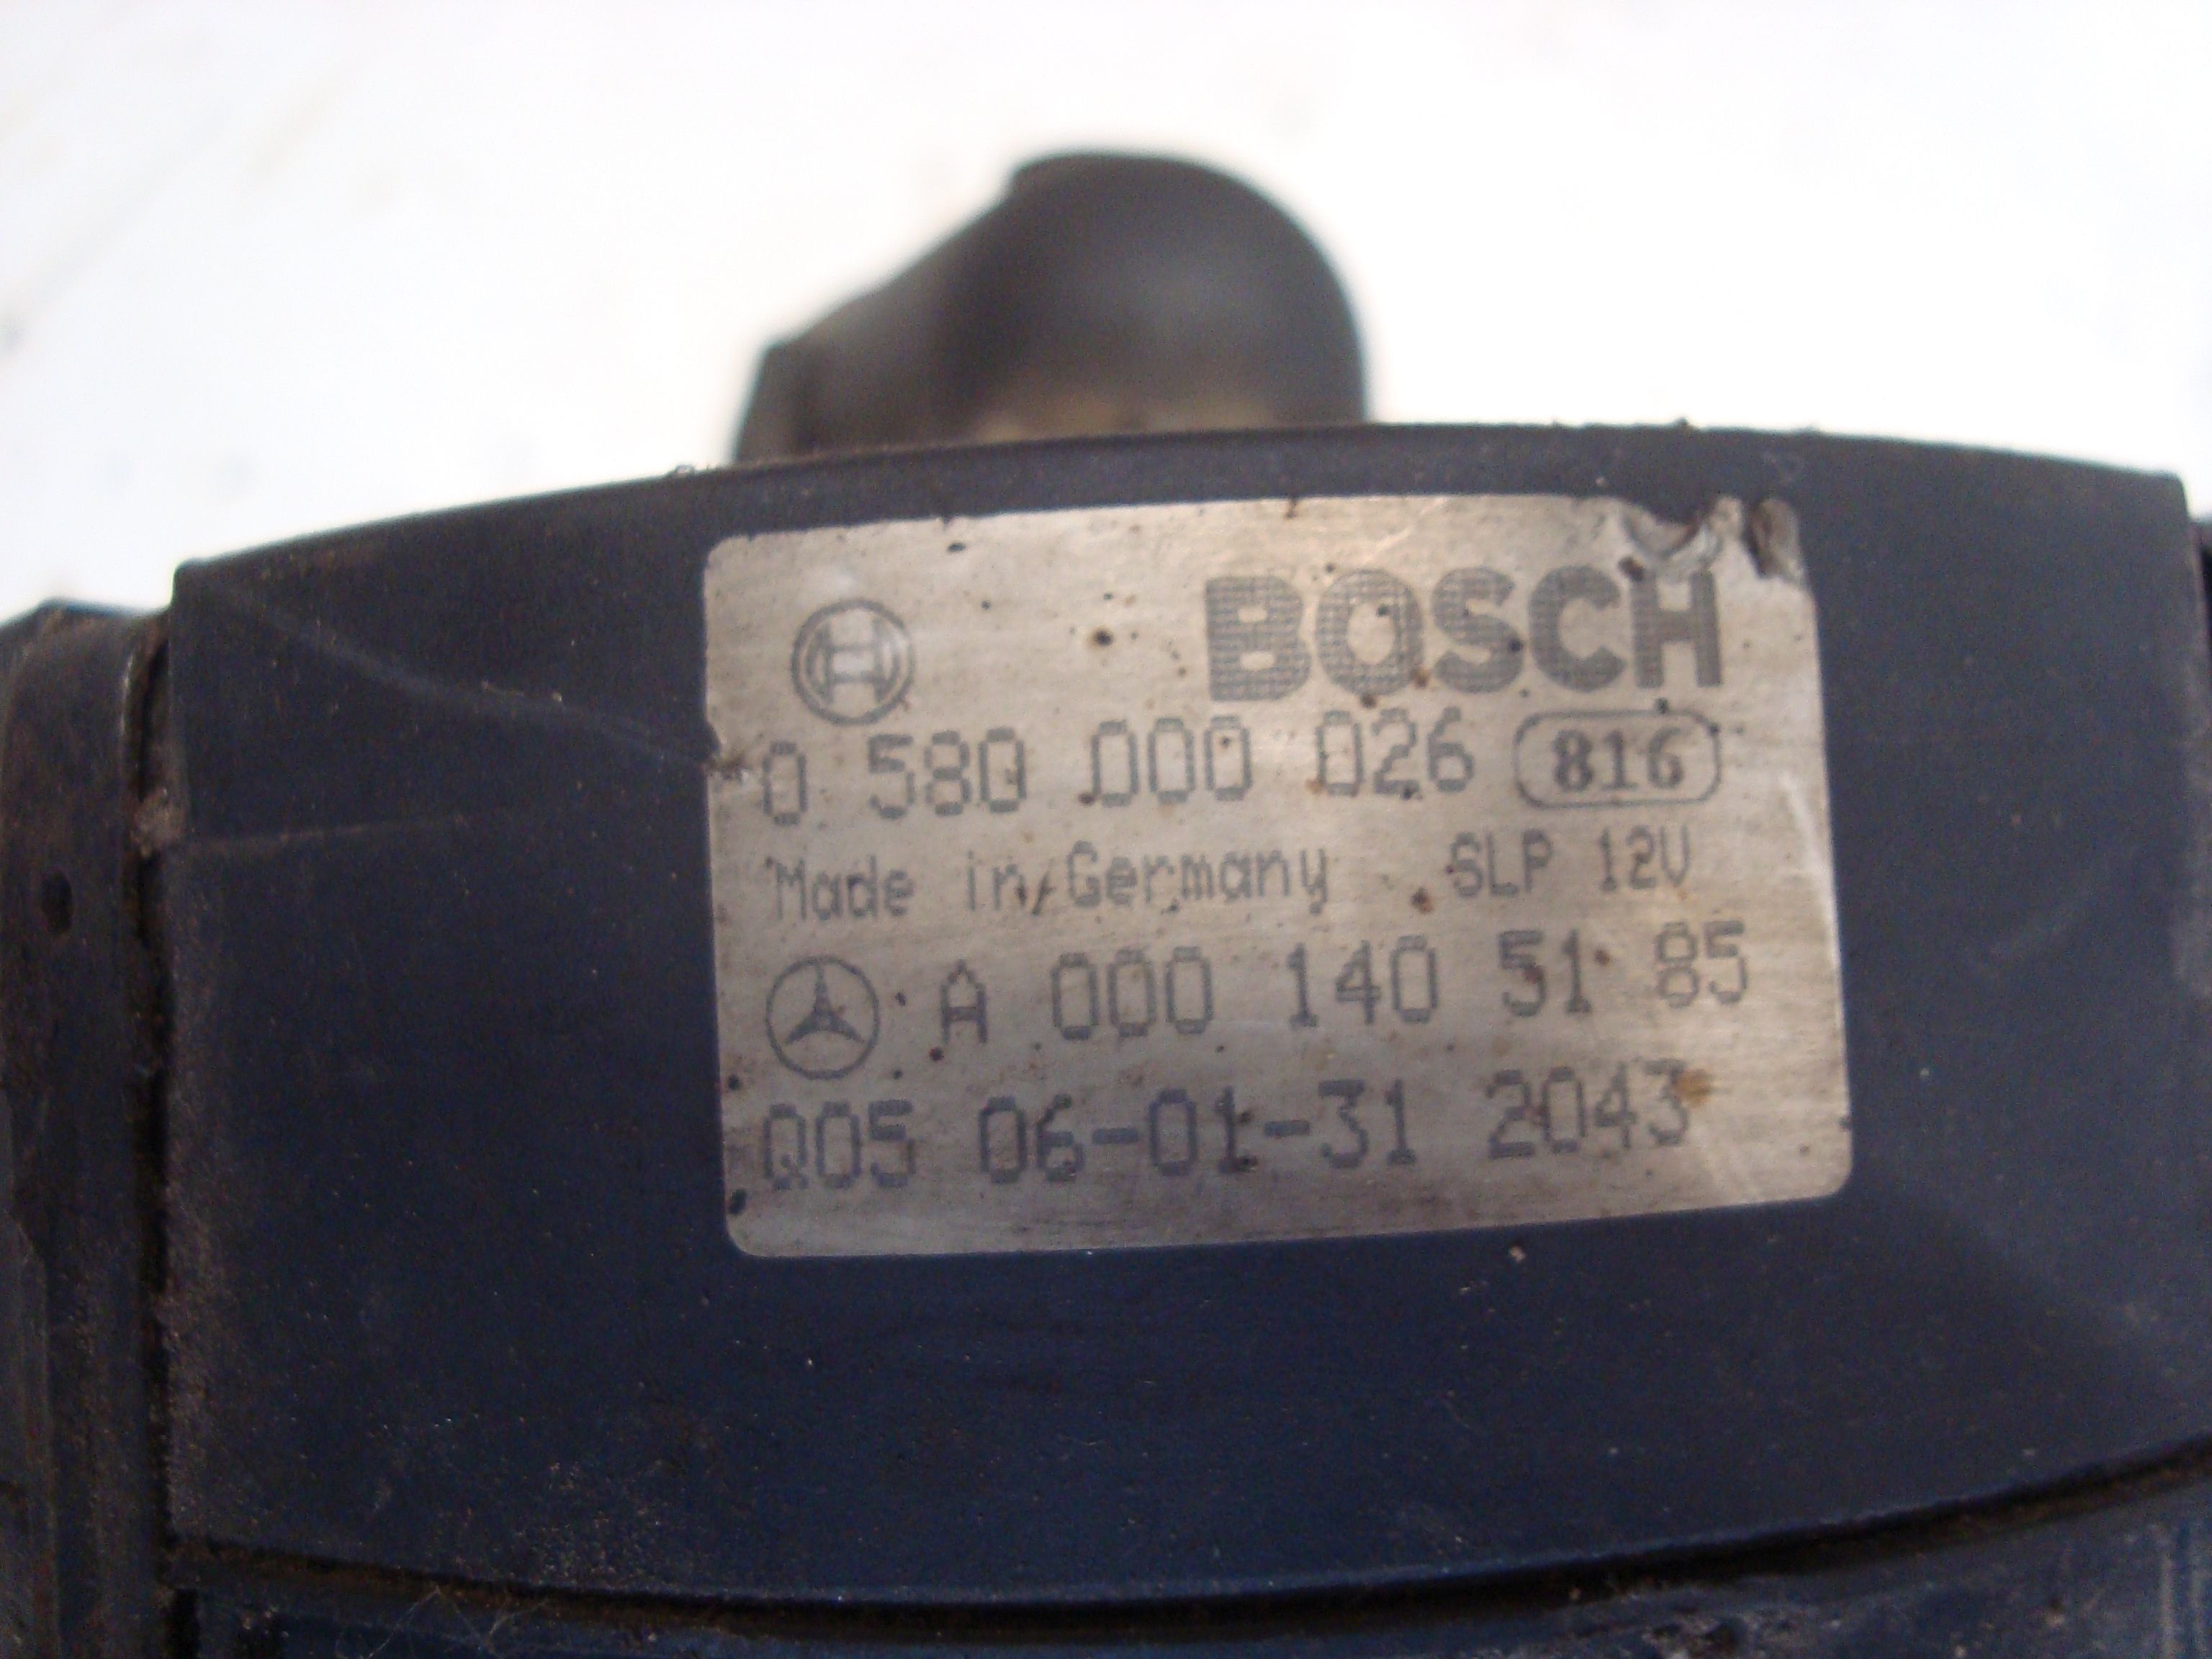 BOSCH
0 580 000 026 816
Made in Germany SLP 12V
A 000 140 51 85
Q05 06-01-31 2043